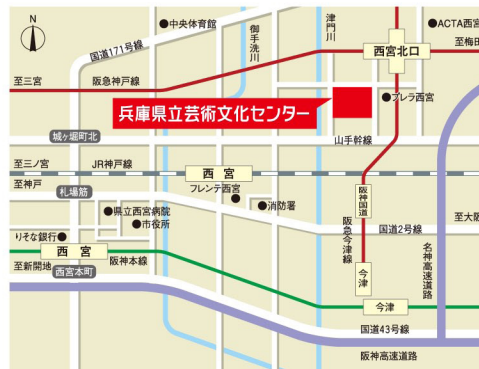 N
中央体育館
国道171号線
御手洗川
津門川
ACTA西宮
西宮北口
至梅田
至三宮
阪急神戸線
兵庫県立芸術文化センター
プレラ西宮
城ヶ堀町北
山手幹線
至三ノ宮
JR神戸線
西宮
至神戸
札場筋
フレンテ西宮
消防署
阪神国道
県立西宮病院
市役所
阪急今津線
国道2号線
至大阪
りそな銀行
西宮
阪神本線
名神高速道路
至新開地
西宮本町
今津
今津
国道43号線
阪神高速道路